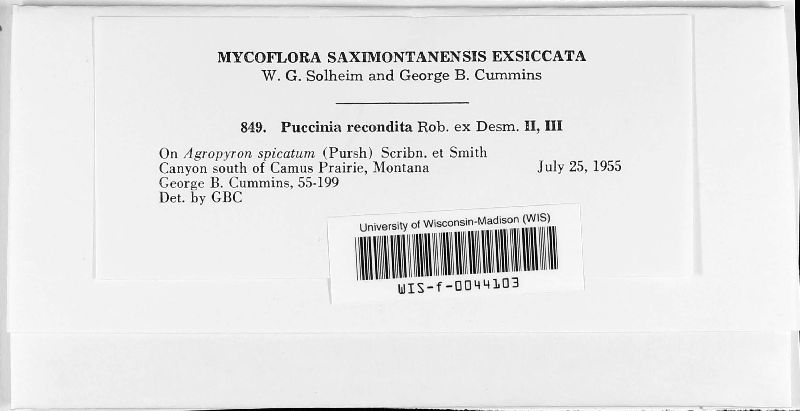 MYCOFLORA SAXIMONTANENSIS EXSICCATA
W. G. Solheim and George B. Cummins
849. Puccinia recondita Rob. ex Desm. II, III
On Agropyron spicatum (Pursh) Scribn. et Smith
Canyon south of Camus Prairie, Montana July 25, 1955
George B. Cummins, 55-199
Det. by GBC
University of Wisconsin-Madison (WIS)
WIS-f-0044103